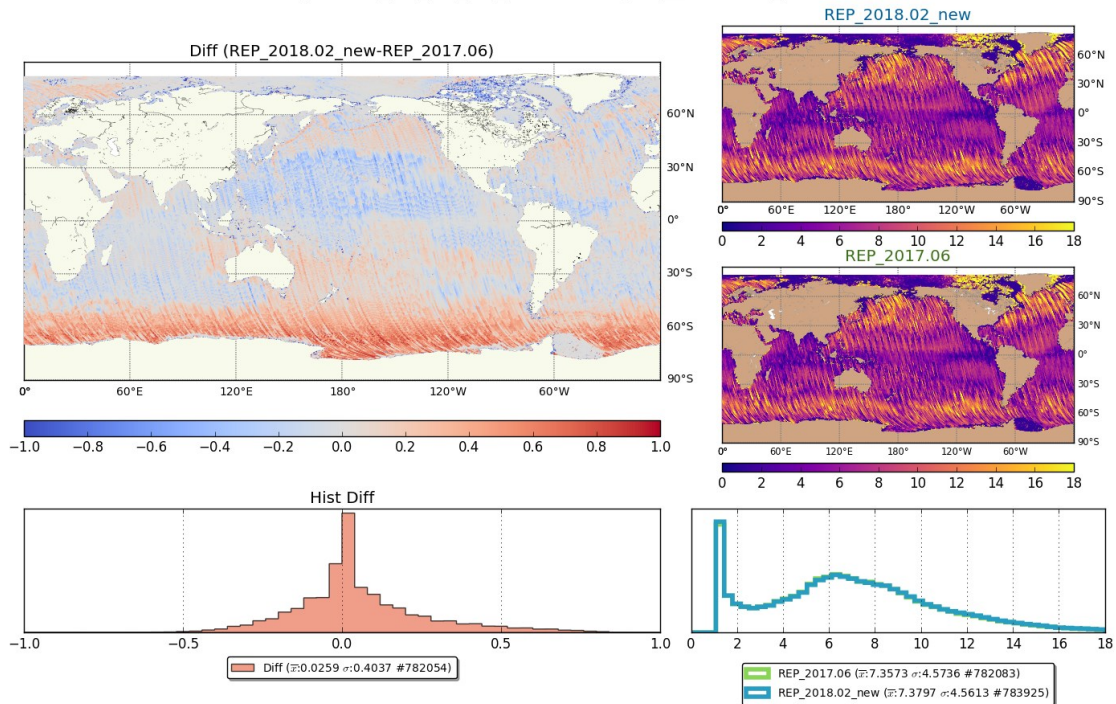 REP_2018.02_new
Diff (REP_2018.02_new-REP_2017.06)
60°N
30°N
0°
30°S
60°S
90°S
0° 60°E 120°E 180° 120°W 60°W
−1.0 −0.8 −0.6 −0.4 −0.2 0.0 0.2 0.4 0.6 0.8 1.0
60°N
30°N
0°
30°S
60°S
90°S
0° 60°E 120°E 180° 120°W 60°W
0 2 4 6 8 10 12 14 16 18
REP_2017.06
60°N
30°N
0°
30°S
60°S
90°S
0° 60°E 120°E 180° 120°W 60°W
0 2 4 6 8 10 12 14 16 18
Hist Diff
−1.0 −0.5 0.0 0.5 1.0
Diff (x̅:0.0259 σ:0.4037 #782054)
0 2 4 6 8 10 12 14 16 18
REP_2017.06 (x̅:7.3573 σ:4.5736 #782083)
REP_2018.02_new (x̅:7.3797 σ:4.5613 #783925)